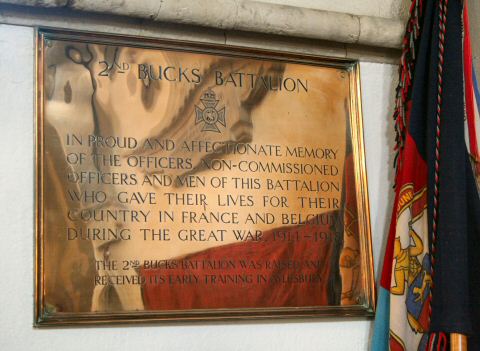 2ND BUCKS BATTALION
IN PROUD AND AFFECTIONATE MEMORY
OF THE OFFICERS, NON-COMMISSIONED
OFFICERS AND MEN OF THIS BATTALION
WHO GAVE THEIR LIVES FOR THEIR
COUNTRY IN FRANCE AND BELGIUM
DURING THE GREAT WAR, 1914-
THE 2ND BUCKS BATTALION WAS RAISED AND
RECEIVED ITS EARLY TRAINING IN AYLESBURY